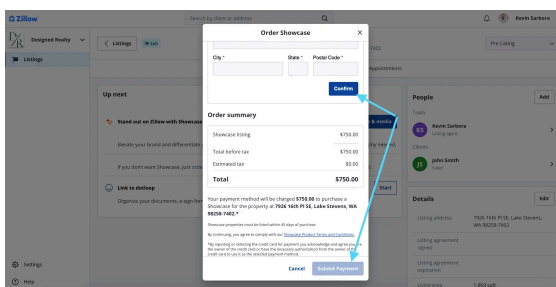 Zillow
Search by client or address
Kevin Sarbora
Designed Realty
Listings
Listings
Pre Listing
7402
Appointments
Order Showcase
City *
State *
Postal Code *
Confirm
Order summary
Showcase listing
$750.00
Total before tax
$750.00
Estimated tax
$0.00
Total
$750.00
Your payment method will be charged $750.00 to purchase a
Showcase for the property at 7926 16th Pl SE, Lake Stevens, WA
98258-7402.*
Showcase properties must be listed within 45 days of purchase.
By continuing, you agree to comply with our Showcase Product Terms and Conditions.
*By inputting or selecting the credit card for payment you acknowledge and agree you are
the owner of the credit card or have the necessary authorization from the owner of the
credit card to use it as the selected payment method.
Cancel
Submit Payment
Up next
Stand out on Zillow with Showcase
& media
Elevate your brand and differentiate
If you don't want Showcase, just
Link to dotloop
Organize your documents, e-sign
Start
People
Add
Team
KS
Kevin Sarbora
Listing agent
Clients
JS
John Smith
Seller
Details
Edit
Listing address
7926 16th Pl SE, Lake Stevens,
WA 98258-7402
Listing agreement
signed
Listing agreement
expiration
Living area
1,869 sqft
Settings
Help